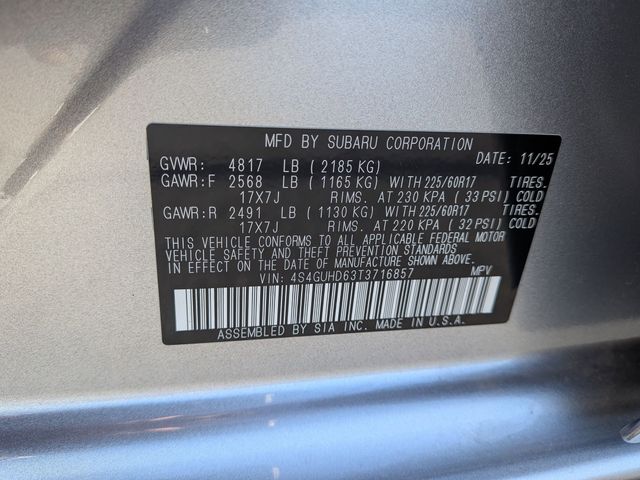 MFD BY SUBARU CORPORATION
GVWR: 4817 LB ( 2185 KG) DATE: 11/25
GAWR:F 2568 LB ( 1165 KG) WITH 225/60R17 TIRES.
17X7J RIMS. AT 230 KPA ( 33 PSI) COLD
GAWR:R 2491 LB ( 1130 KG) WITH 225/60R17 TIRES.
17X7J RIMS. AT 220 KPA ( 32 PSI) COLD
THIS VEHICLE CONFORMS TO ALL APPLICABLE FEDERAL MOTOR
VEHICLE SAFETY AND THEFT PREVENTION STANDARDS
IN EFFECT ON THE DATE OF MANUFACTURE SHOWN ABOVE.
VIN: 4S4GUHD63T3716857 MPV
ASSEMBLED BY SIA INC. MADE IN U.S.A.